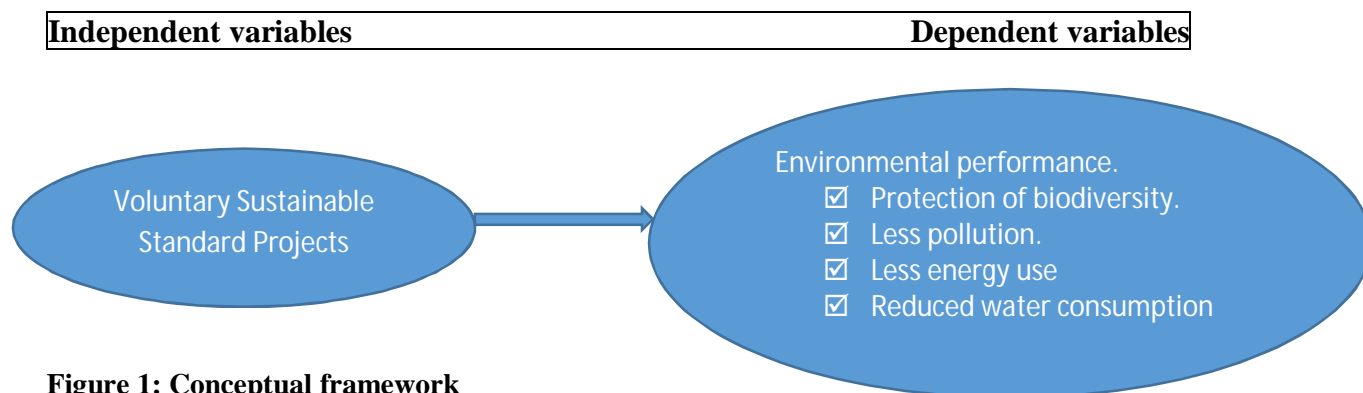 Independent variables Dependent variables
Voluntary Sustainable
Standard Projects
Environmental performance.
☑ Protection of biodiversity.
☑ Less pollution.
☑ Less energy use
☑ Reduced water consumption
Figure 1: Conceptual framework